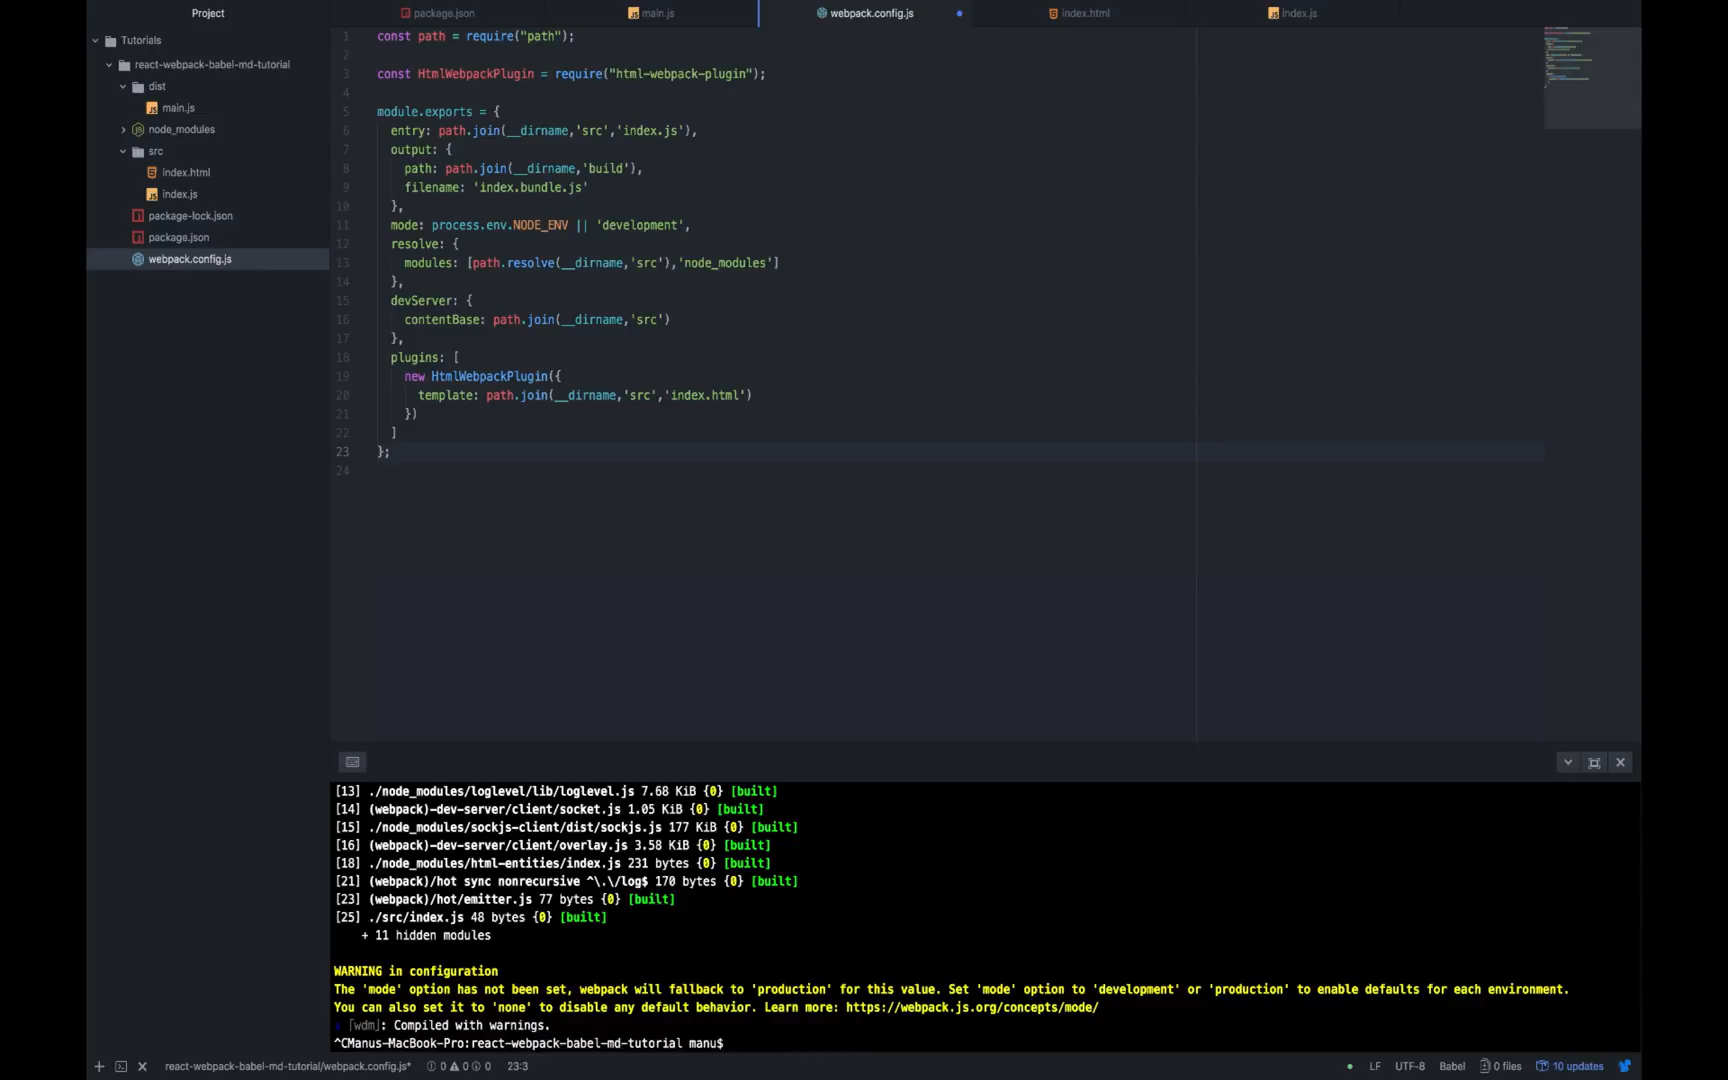 Project
package.json
main.js
webpack.config.js
index.html
index.js
Tutorials
react-webpack-babel-md-tutorial
dist
main.js
node_modules
src
index.html
index.js
package-lock.json
package.json
webpack.config.js
1 const path = require("path");
2
3 const HtmlWebpackPlugin = require("html-webpack-plugin");
4
5 module.exports = {
6 entry: path.join(__dirname,'src','index.js'),
7 output: {
8 path: path.join(__dirname,'build'),
9 filename: 'index.bundle.js'
10 },
11 mode: process.env.NODE_ENV || 'development',
12 resolve: {
13 modules: [path.resolve(__dirname,'src'),'node_modules']
14 },
15 devServer: {
16 contentBase: path.join(__dirname,'src')
17 },
18 plugins: [
19 new HtmlWebpackPlugin({
20 template: path.join(__dirname,'src','index.html')
21 })
22 ]
23 };
24
[13] ./node_modules/loglevel/lib/loglevel.js 7.68 KiB {0} [built]
[14] (webpack)-dev-server/client/socket.js 1.05 KiB {0} [built]
[15] ./node_modules/sockjs-client/dist/sockjs.js 177 KiB {0} [built]
[16] (webpack)-dev-server/client/overlay.js 3.58 KiB {0} [built]
[18] ./node_modules/html-entities/index.js 231 bytes {0} [built]
[21] (webpack)/hot sync nonrecursive ^\.\/log$ 170 bytes {0} [built]
[23] (webpack)/hot/emitter.js 77 bytes {0} [built]
[25] ./src/index.js 48 bytes {0} [built]
+ 11 hidden modules
WARNING in configuration
The 'mode' option has not been set, webpack will fallback to 'production' for this value. Set 'mode' option to 'development' or 'production' to enable defaults for each environment.
You can also set it to 'none' to disable any default behavior. Learn more: https://webpack.js.org/concepts/mode/
「wdm」: Compiled with warnings.
^CManus-MacBook-Pro:react-webpack-babel-md-tutorial manu$
react-webpack-babel-md-tutorial/webpack.config.js* 0 0 0 23:3 LF UTF-8 Babel 0 files 10 updates